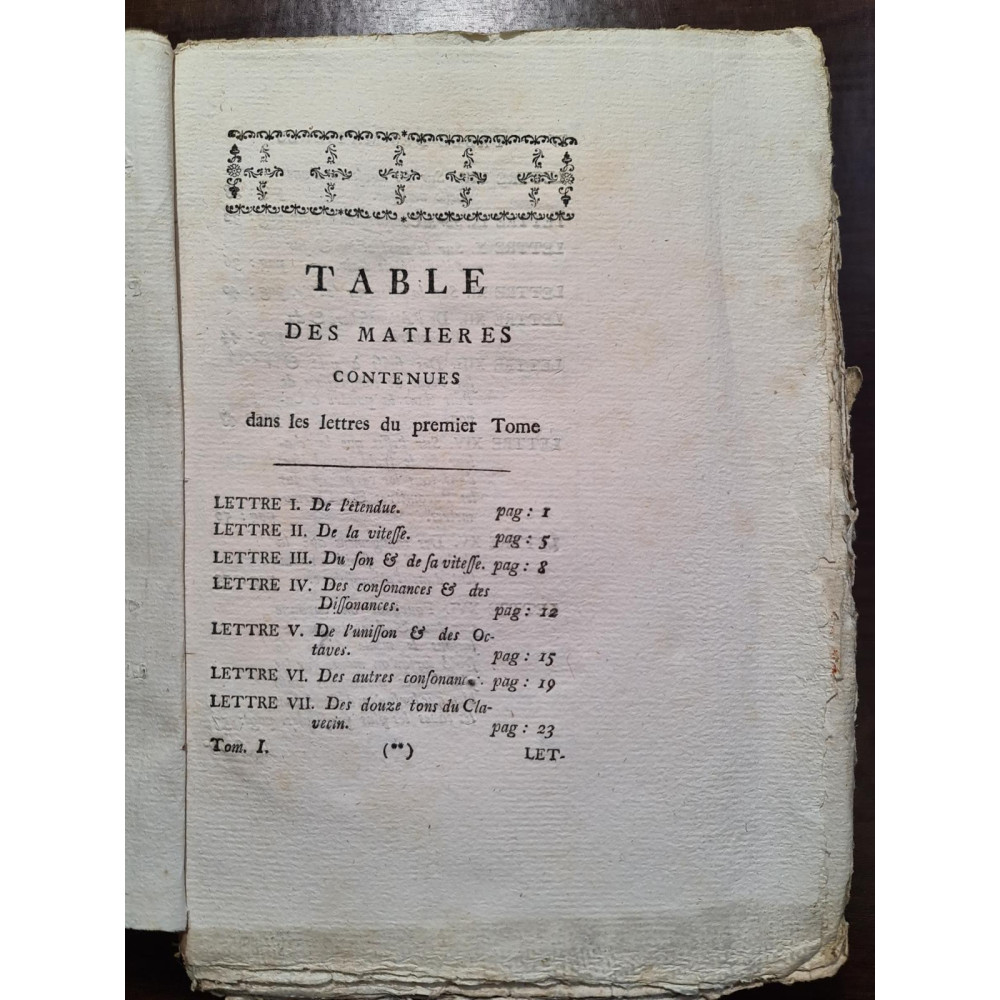 TABLE
DES MATIERES
CONTENUES
dans les lettres du premier Tome
LETTRE I. De l'étendue. pag: 1
LETTRE II. De la vitesſe. pag: 5
LETTRE III. Du ſon & de ſa vitesſe. pag: 8
LETTRE IV. Des conſonances & des
Disſonances. pag: 12
LETTRE V. De l'unisſon & des Oc-
taves. pag: 15
LETTRE VI. Des autres conſonan pag: 19
LETTRE VII. Des douze tons du Cla-
vecin. pag: 23
Tom. I. (**) LET-